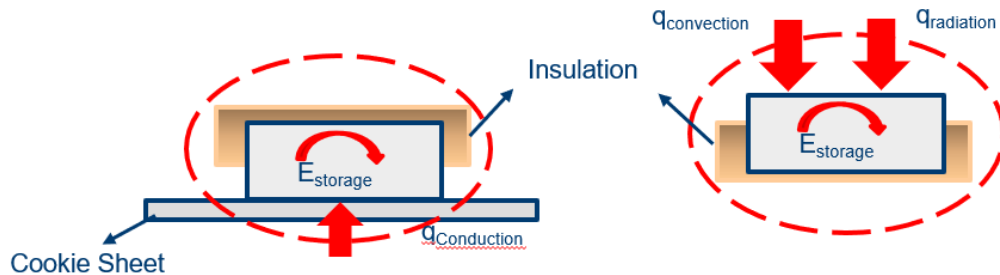 qconvection
qradiation
Insulation
Estorage
Estorage
qConduction
Cookie Sheet